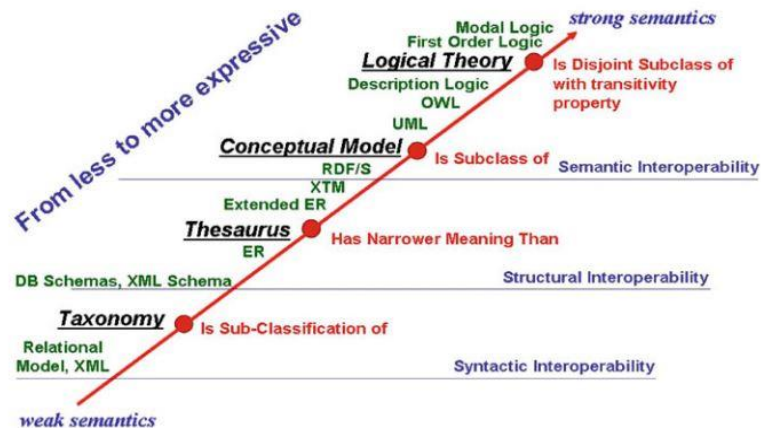 strong semantics
Modal Logic
First Order Logic
From less to more expressive
Logical Theory
Is Disjoint Subclass of
with transitivity
property
Description Logic
OWL
UML
Conceptual Model
Is Subclass of
Semantic Interoperability
RDF/S
XTM
Extended ER
Thesaurus
Has Narrower Meaning Than
ER
DB Schemas, XML Schema
Structural Interoperability
Taxonomy
Is Sub-Classification of
Relational
Model, XML
Syntactic Interoperability
weak semantics